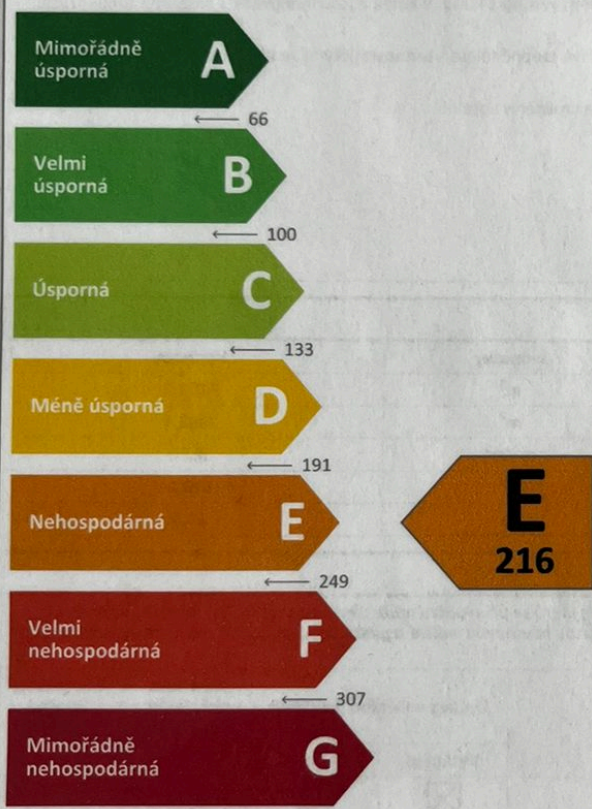 Mimořádně
úsporná
A
← 66
Velmi
úsporná
B
← 100
Úsporná
C
← 133
Méně úsporná
D
← 191
Nehospodárná
E
E
216
← 249
Velmi
nehospodárná
F
← 307
Mimořádně
nehospodárná
G